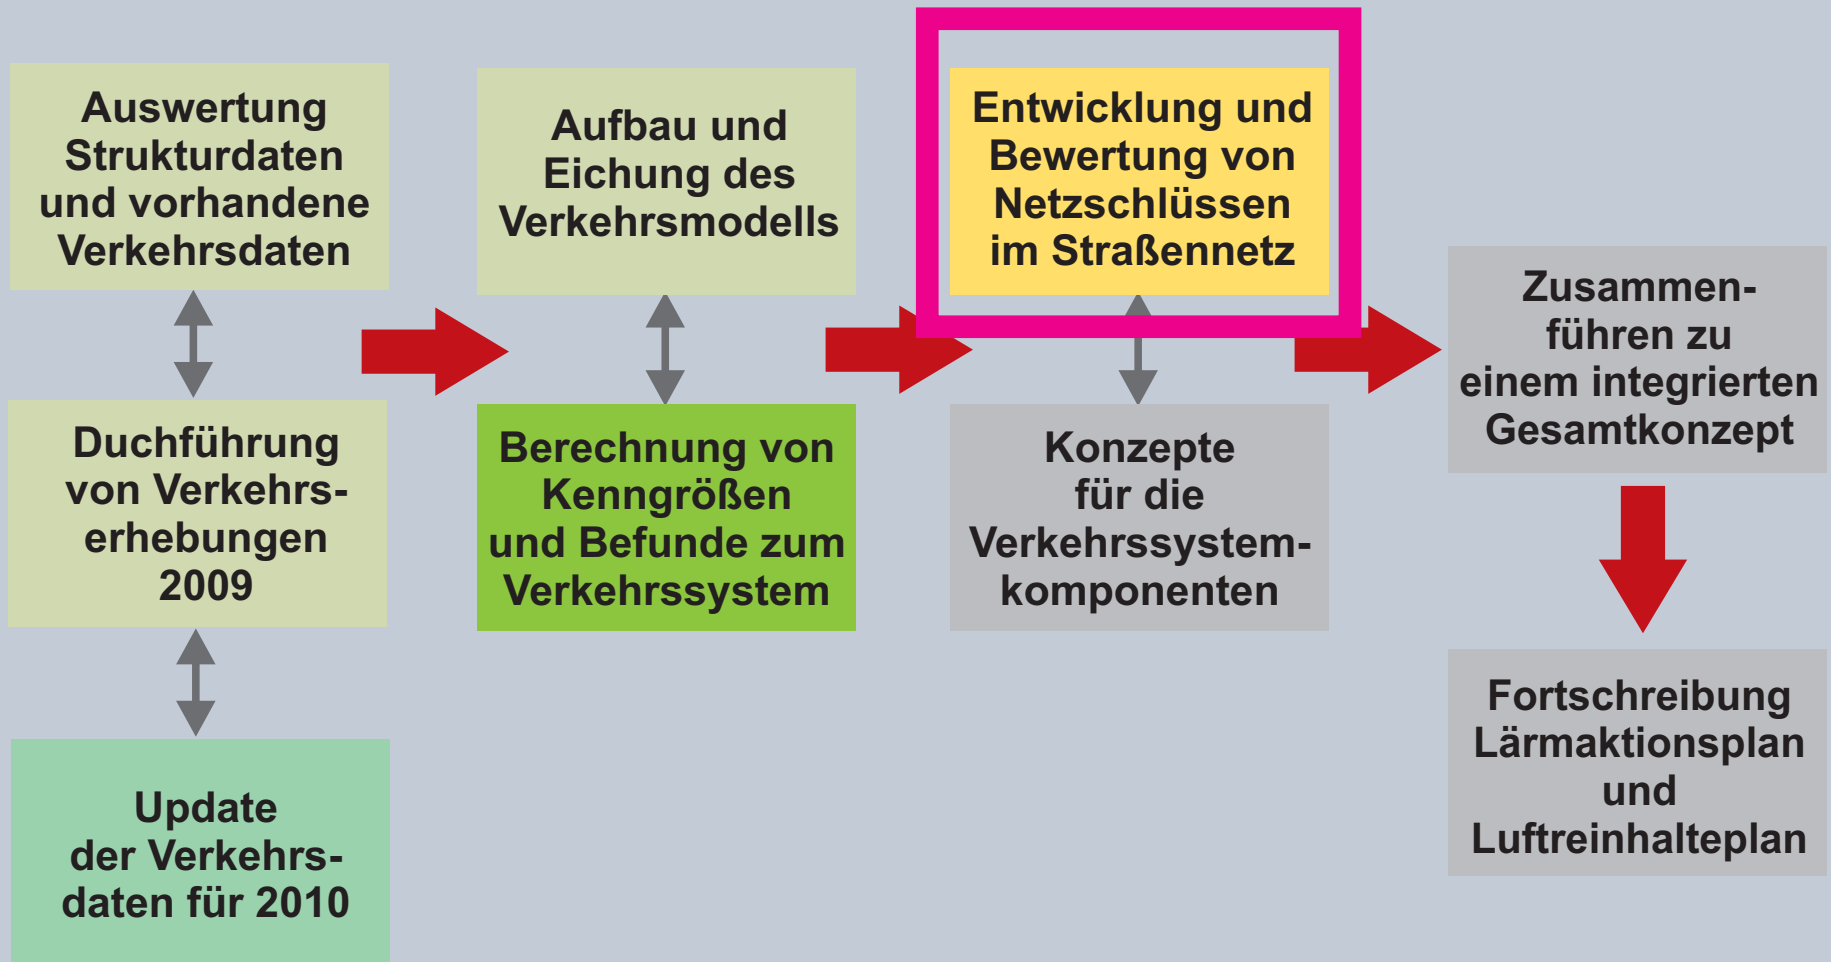 Auswertung
Strukturdaten
und vorhandene
Verkehrsdaten
Duchführung
von Verkehrs-
erhebungen
2009
Update
der Verkehrs-
daten für 2010
Aufbau und
Eichung des
Verkehrsmodells
Berechnung von
Kenngrößen
und Befunde zum
Verkehrssystem
Entwicklung und
Bewertung von
Netzschlüssen
im Straßennetz
Konzepte
für die
Verkehrssystem-
komponenten
Zusammen-
führen zu
einem integrierten
Gesamtkonzept
Fortschreibung
Lärmaktionsplan
und
Luftreinhalteplan